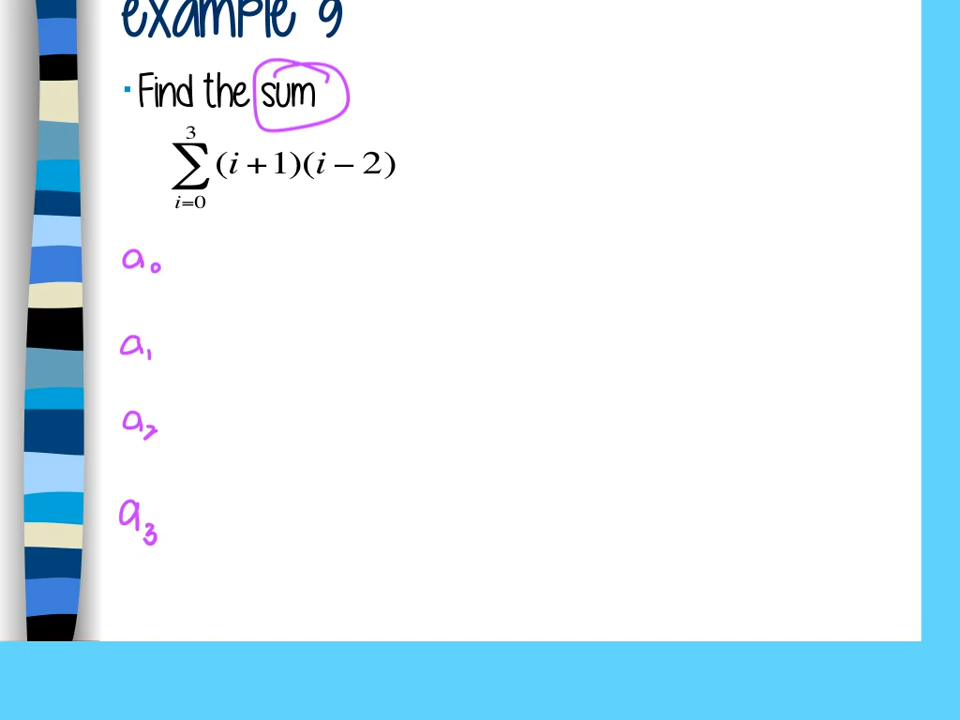 example 9
· Find the sum
3
∑ (i + 1)(i − 2)
i=0
a₀
a₁
a₂
a₃